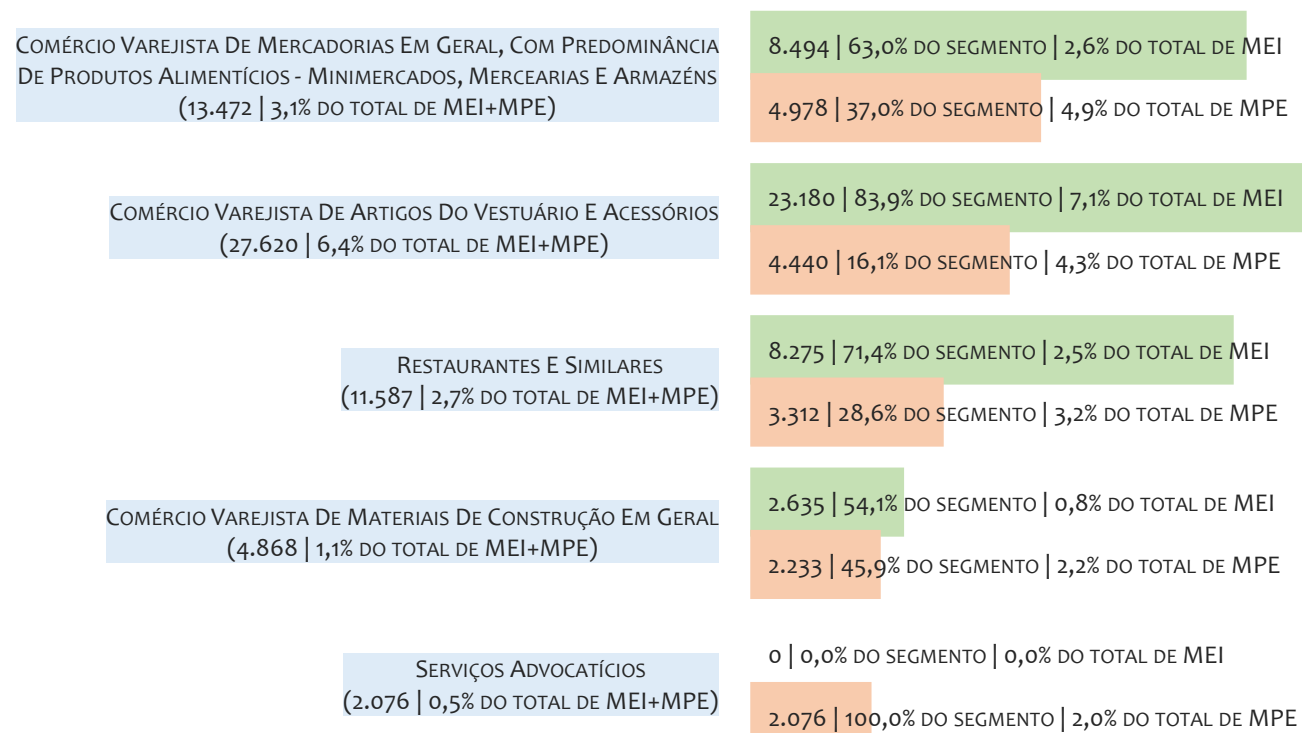 Comércio Varejista De Mercadorias Em Geral, Com Predominância
De Produtos Alimentícios - Minimercados, Mercearias E Armazéns
(13.472 | 3,1% do total de MEI+MPE)
8.494 | 63,0% do segmento | 2,6% do total de MEI
4.978 | 37,0% do segmento | 4,9% do total de MPE
Comércio Varejista De Artigos Do Vestuário E Acessórios
(27.620 | 6,4% do total de MEI+MPE)
23.180 | 83,9% do segmento | 7,1% do total de MEI
4.440 | 16,1% do segmento | 4,3% do total de MPE
Restaurantes E Similares
(11.587 | 2,7% do total de MEI+MPE)
8.275 | 71,4% do segmento | 2,5% do total de MEI
3.312 | 28,6% do segmento | 3,2% do total de MPE
Comércio Varejista De Materiais De Construção Em Geral
(4.868 | 1,1% do total de MEI+MPE)
2.635 | 54,1% do segmento | 0,8% do total de MEI
2.233 | 45,9% do segmento | 2,2% do total de MPE
Serviços Advocatícios
(2.076 | 0,5% do total de MEI+MPE)
0 | 0,0% do segmento | 0,0% do total de MEI
2.076 | 100,0% do segmento | 2,0% do total de MPE